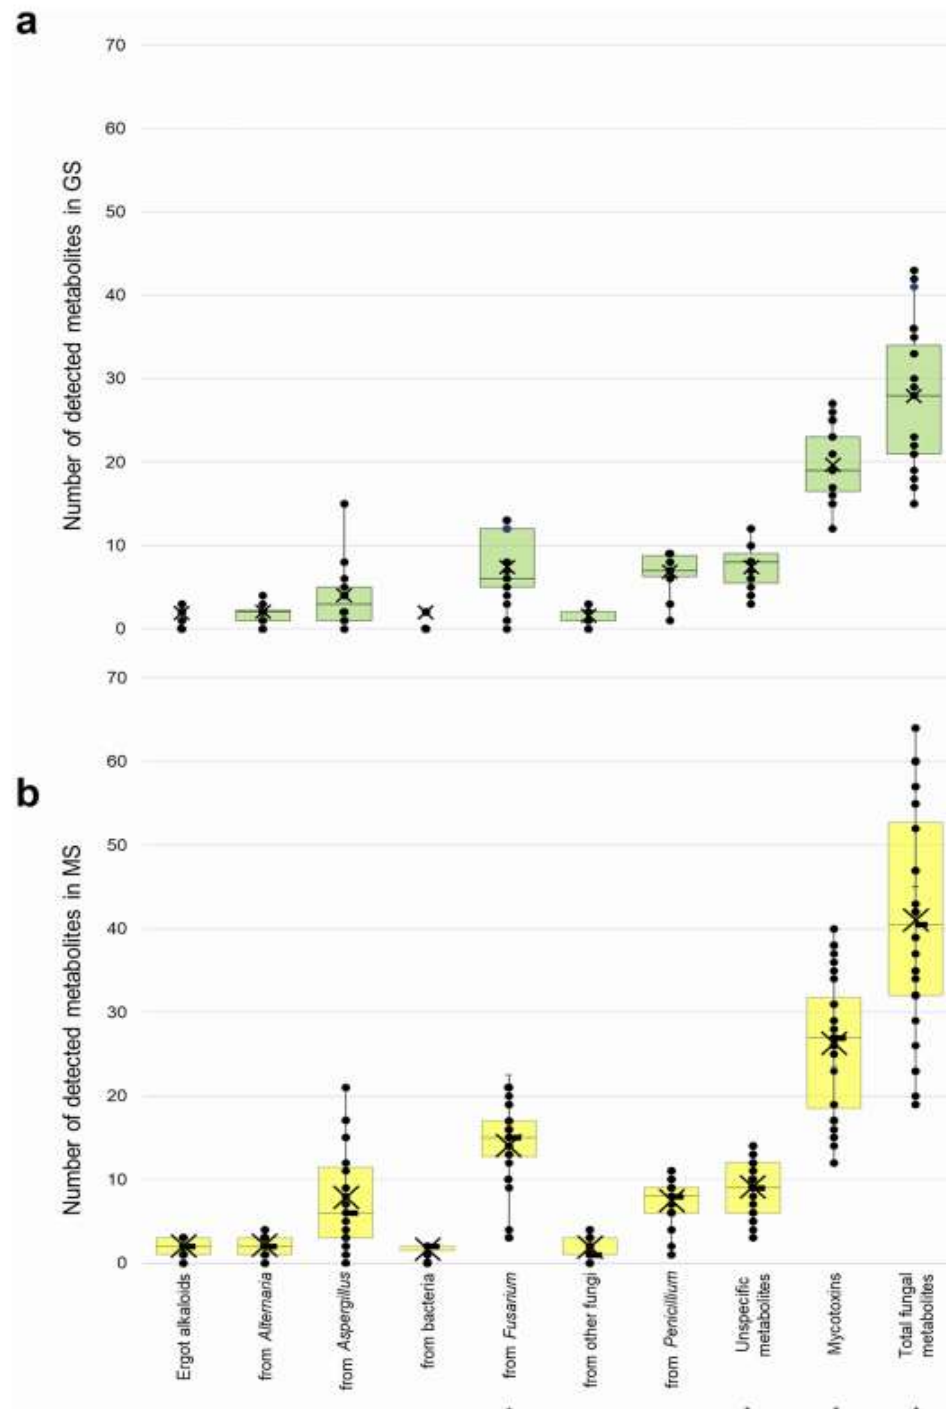 a
Number of detected metabolites in GS
70
60
50
40
30
20
10
0
b
Number of detected metabolites in MS
70
60
50
40
30
20
10
0
Ergot alkaloids
from Alternaria
from Aspergillus
from bacteria
from Fusarium
from other fungi
from Penicillium
Unspecific
metabolites
Mycotoxins
Total fungal
metabolites